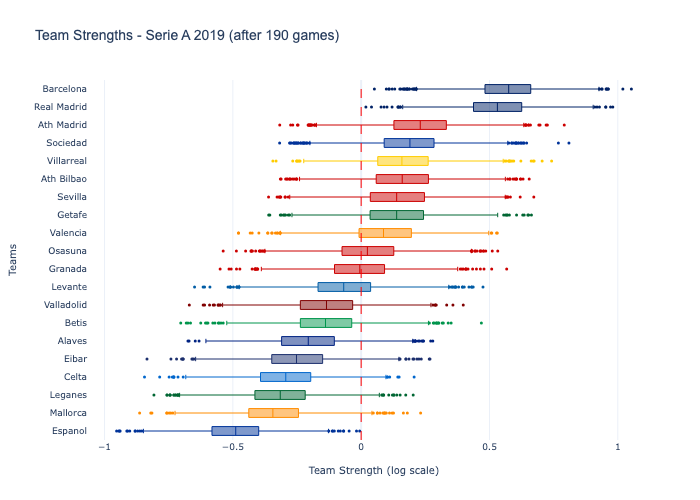 Team Strengths - Serie A 2019 (after 190 games)
Barcelona
Real Madrid
Ath Madrid
Sociedad
Villarreal
Ath Bilbao
Sevilla
Getafe
Valencia
Osasuna
Granada
Levante
Valladolid
Betis
Alaves
Eibar
Celta
Leganes
Mallorca
Espanol
Teams
−1
−0.5
0
0.5
1
Team Strength (log scale)